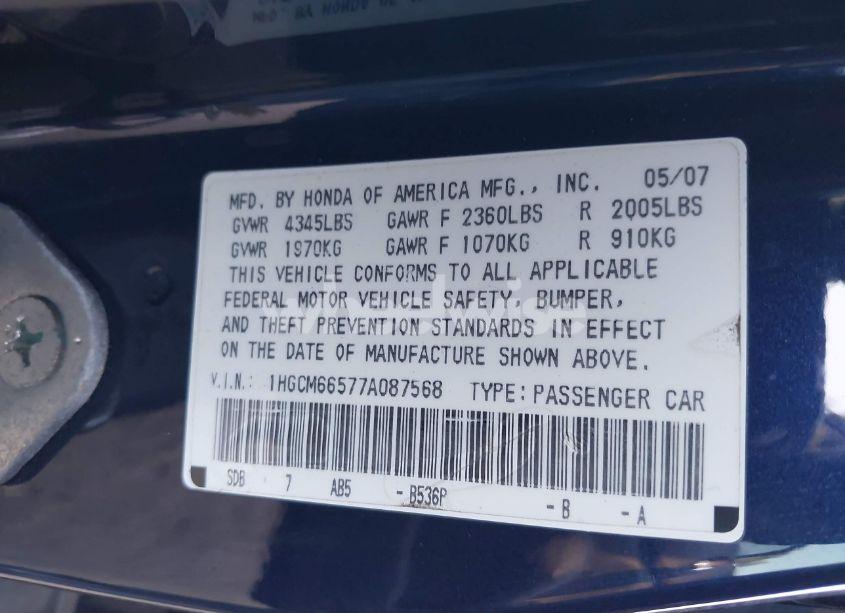 MFD. BY HONDA OF AMERICA MFG., INC. 05/07
GVWR 4345LBS GAWR F 2360LBS R 2005LBS
GVWR 1970KG GAWR F 1070KG R 910KG
THIS VEHICLE CONFORMS TO ALL APPLICABLE
FEDERAL MOTOR VEHICLE SAFETY, BUMPER,
AND THEFT PREVENTION STANDARDS IN EFFECT
ON THE DATE OF MANUFACTURE SHOWN ABOVE.
V.I.N.: 1HGCM66577A087568 TYPE: PASSENGER CAR
SDB 7 AB5 - B536P - B - A